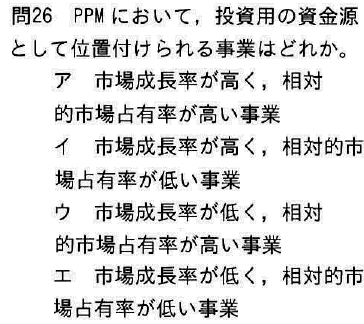 問26 PPMにおいて，投資用の資金源
として位置付けられる事業はどれか。
ア 市場成長率が高く，相対
的市場占有率が高い事業
イ 市場成長率が高く，相対的市
場占有率が低い事業
ウ 市場成長率が低く，相対
的市場占有率が高い事業
エ 市場成長率が低く，相対的市
場占有率が低い事業